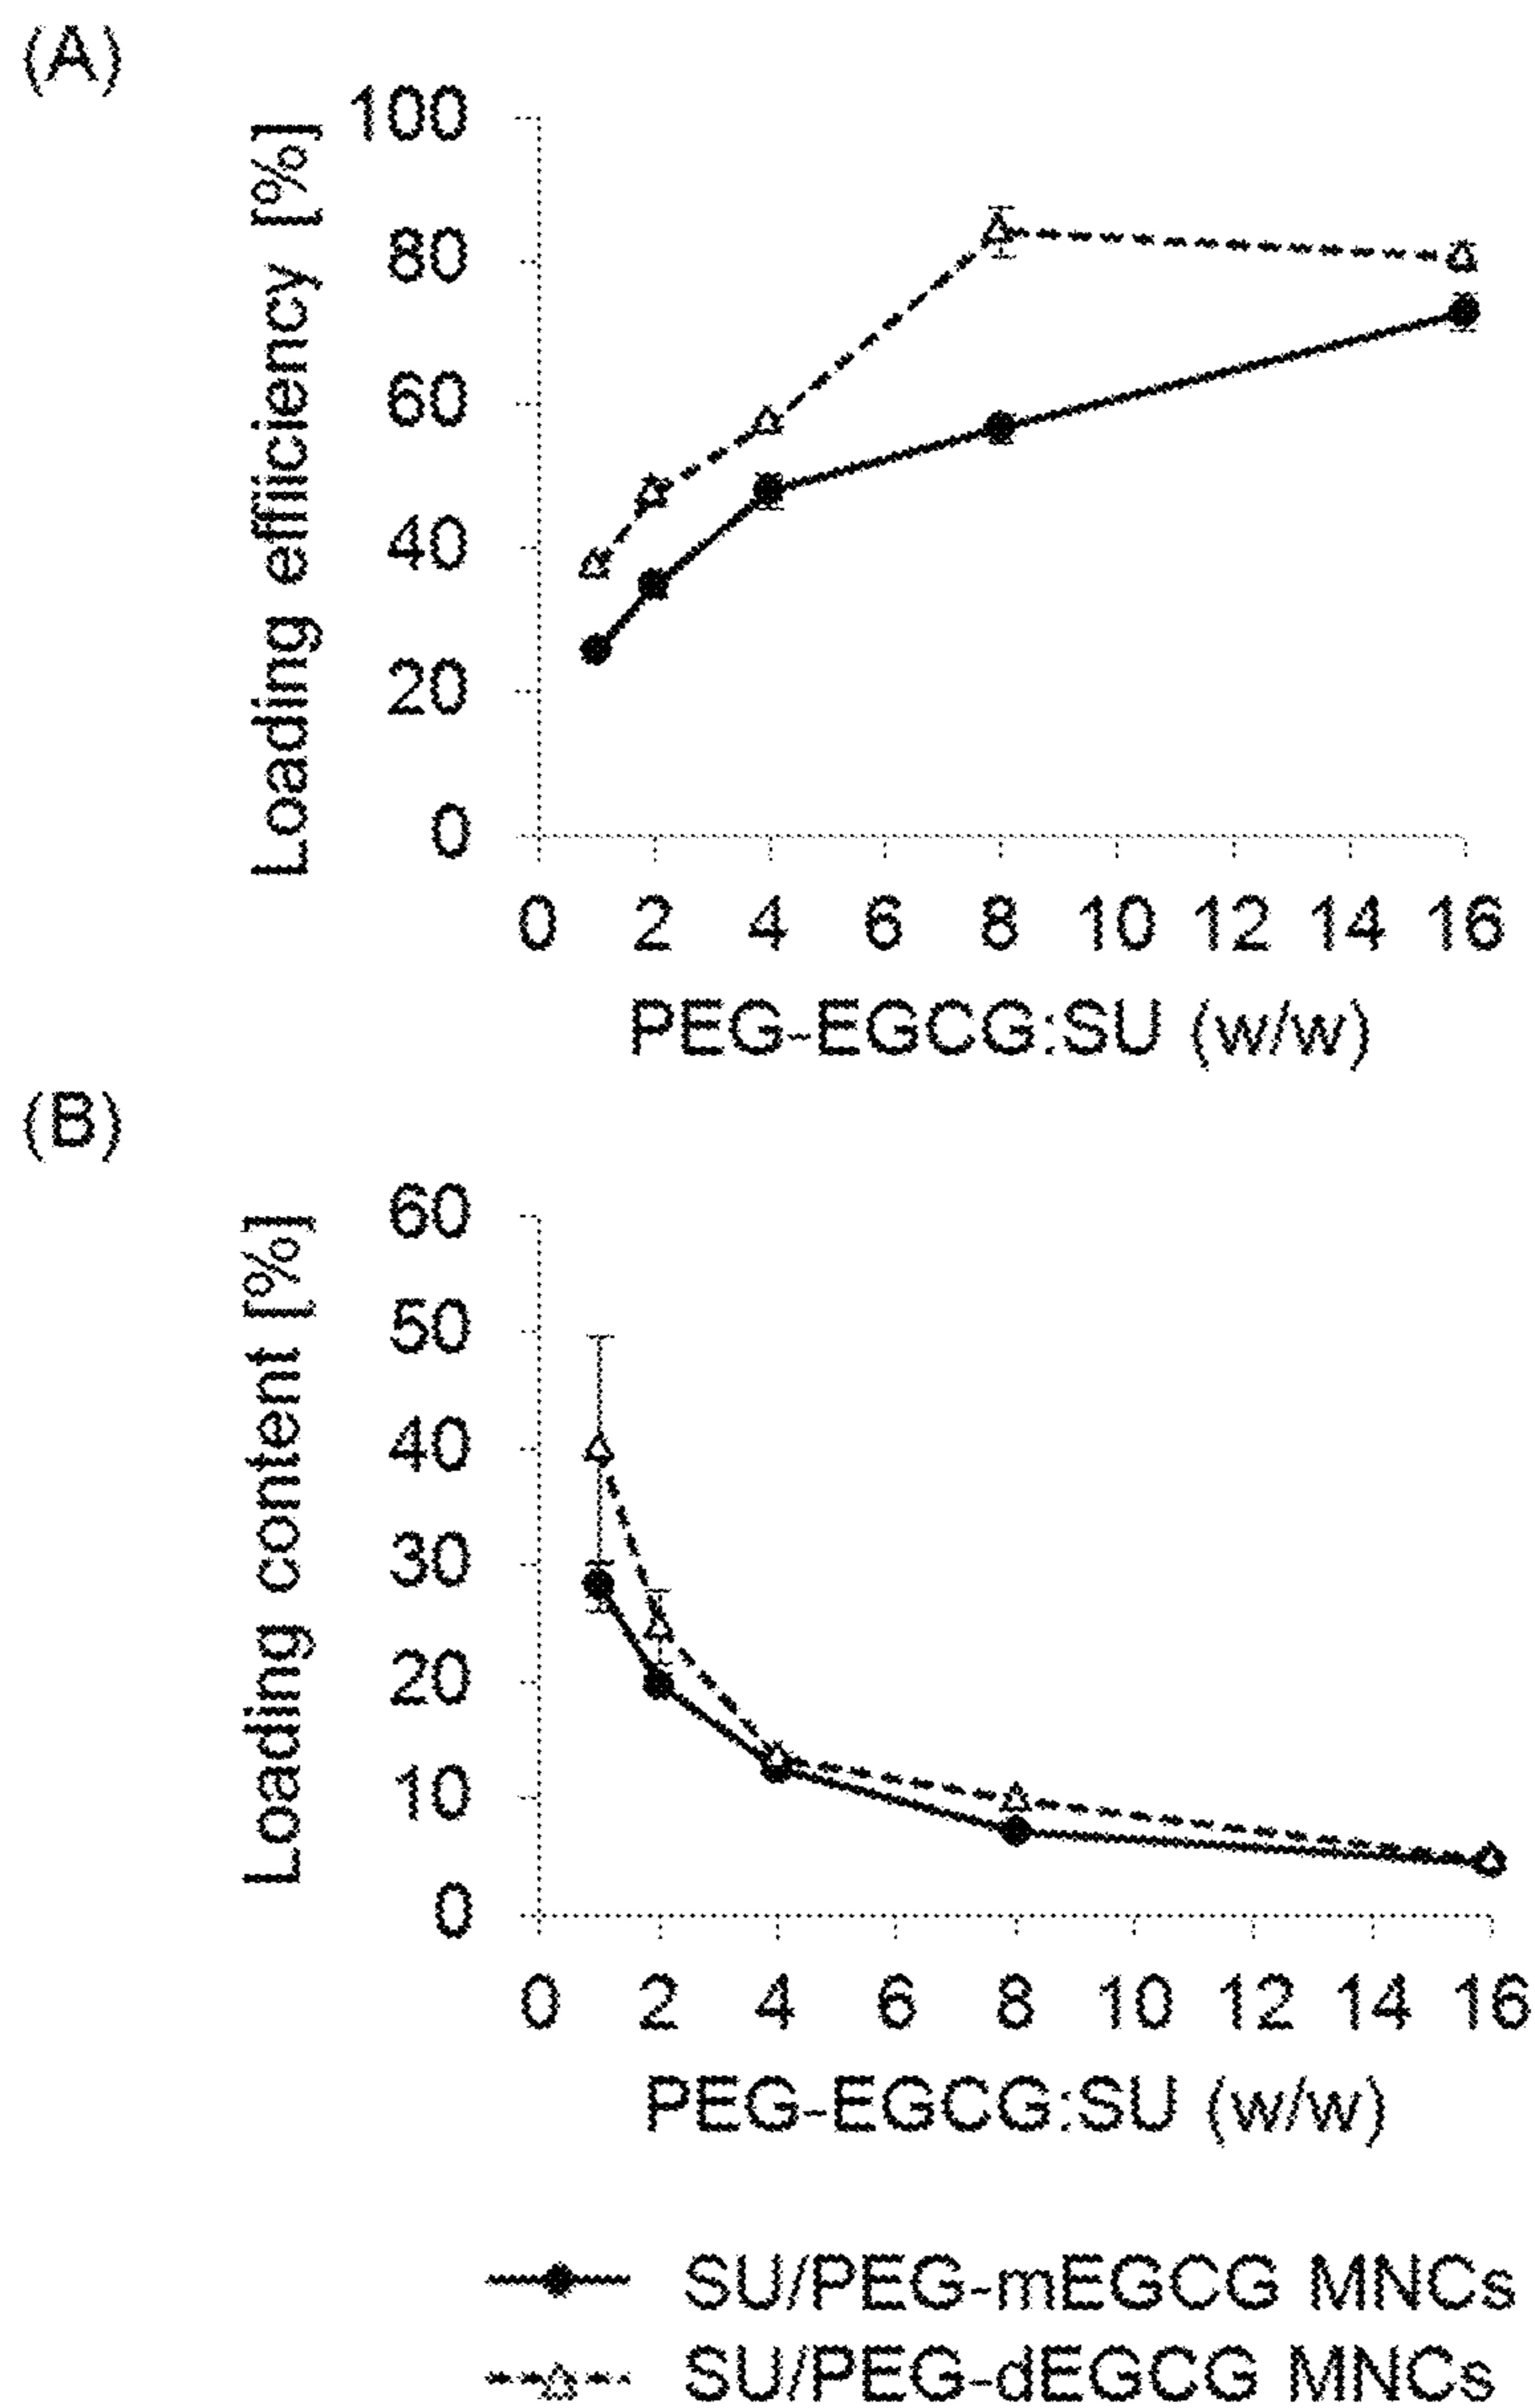 (A)
Loading efficiency [%]
100
80
60
40
20
0
0 2 4 6 8 10 12 14 16
PEG-EGCG:SU (w/w)
(B)
Loading content [%]
60
50
40
30
20
10
0
0 2 4 6 8 10 12 14 16
PEG-EGCG:SU (w/w)
SU/PEG-mEGCG MNCs
SU/PEG-dEGCG MNCs